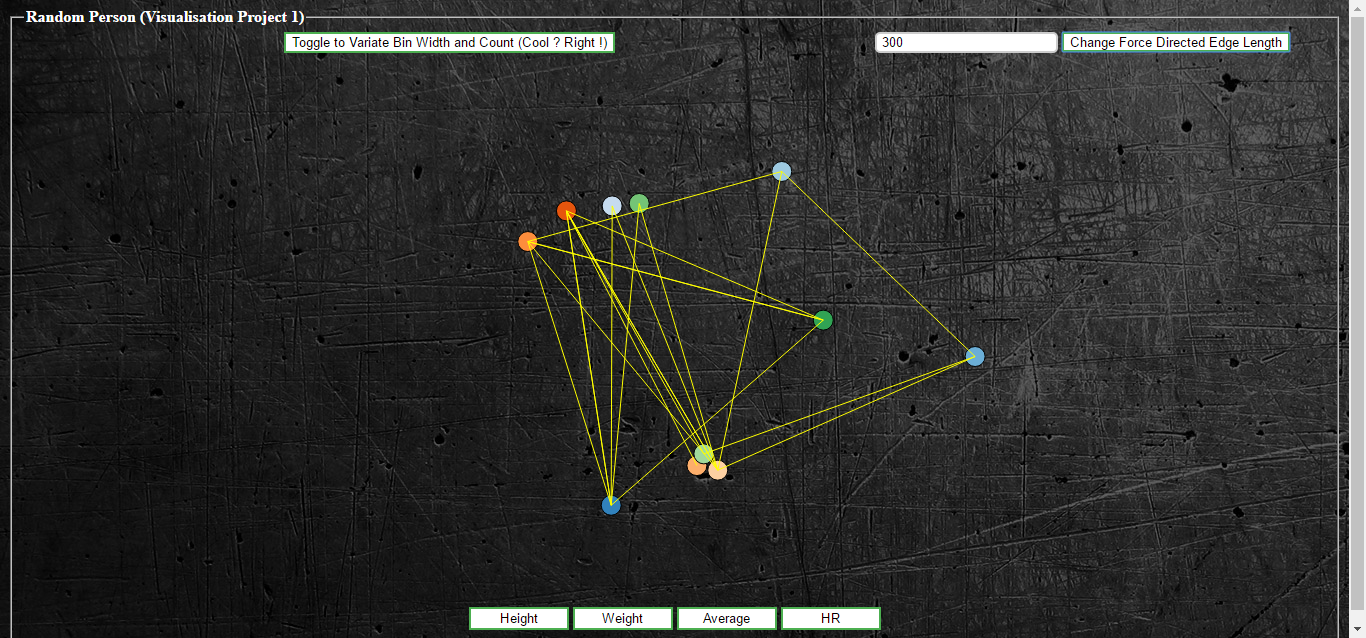 Random Person (Visualisation Project 1)
Toggle to Variate Bin Width and Count (Cool ? Right !)
300
Change Force Directed Edge Length
Height
Weight
Average
HR